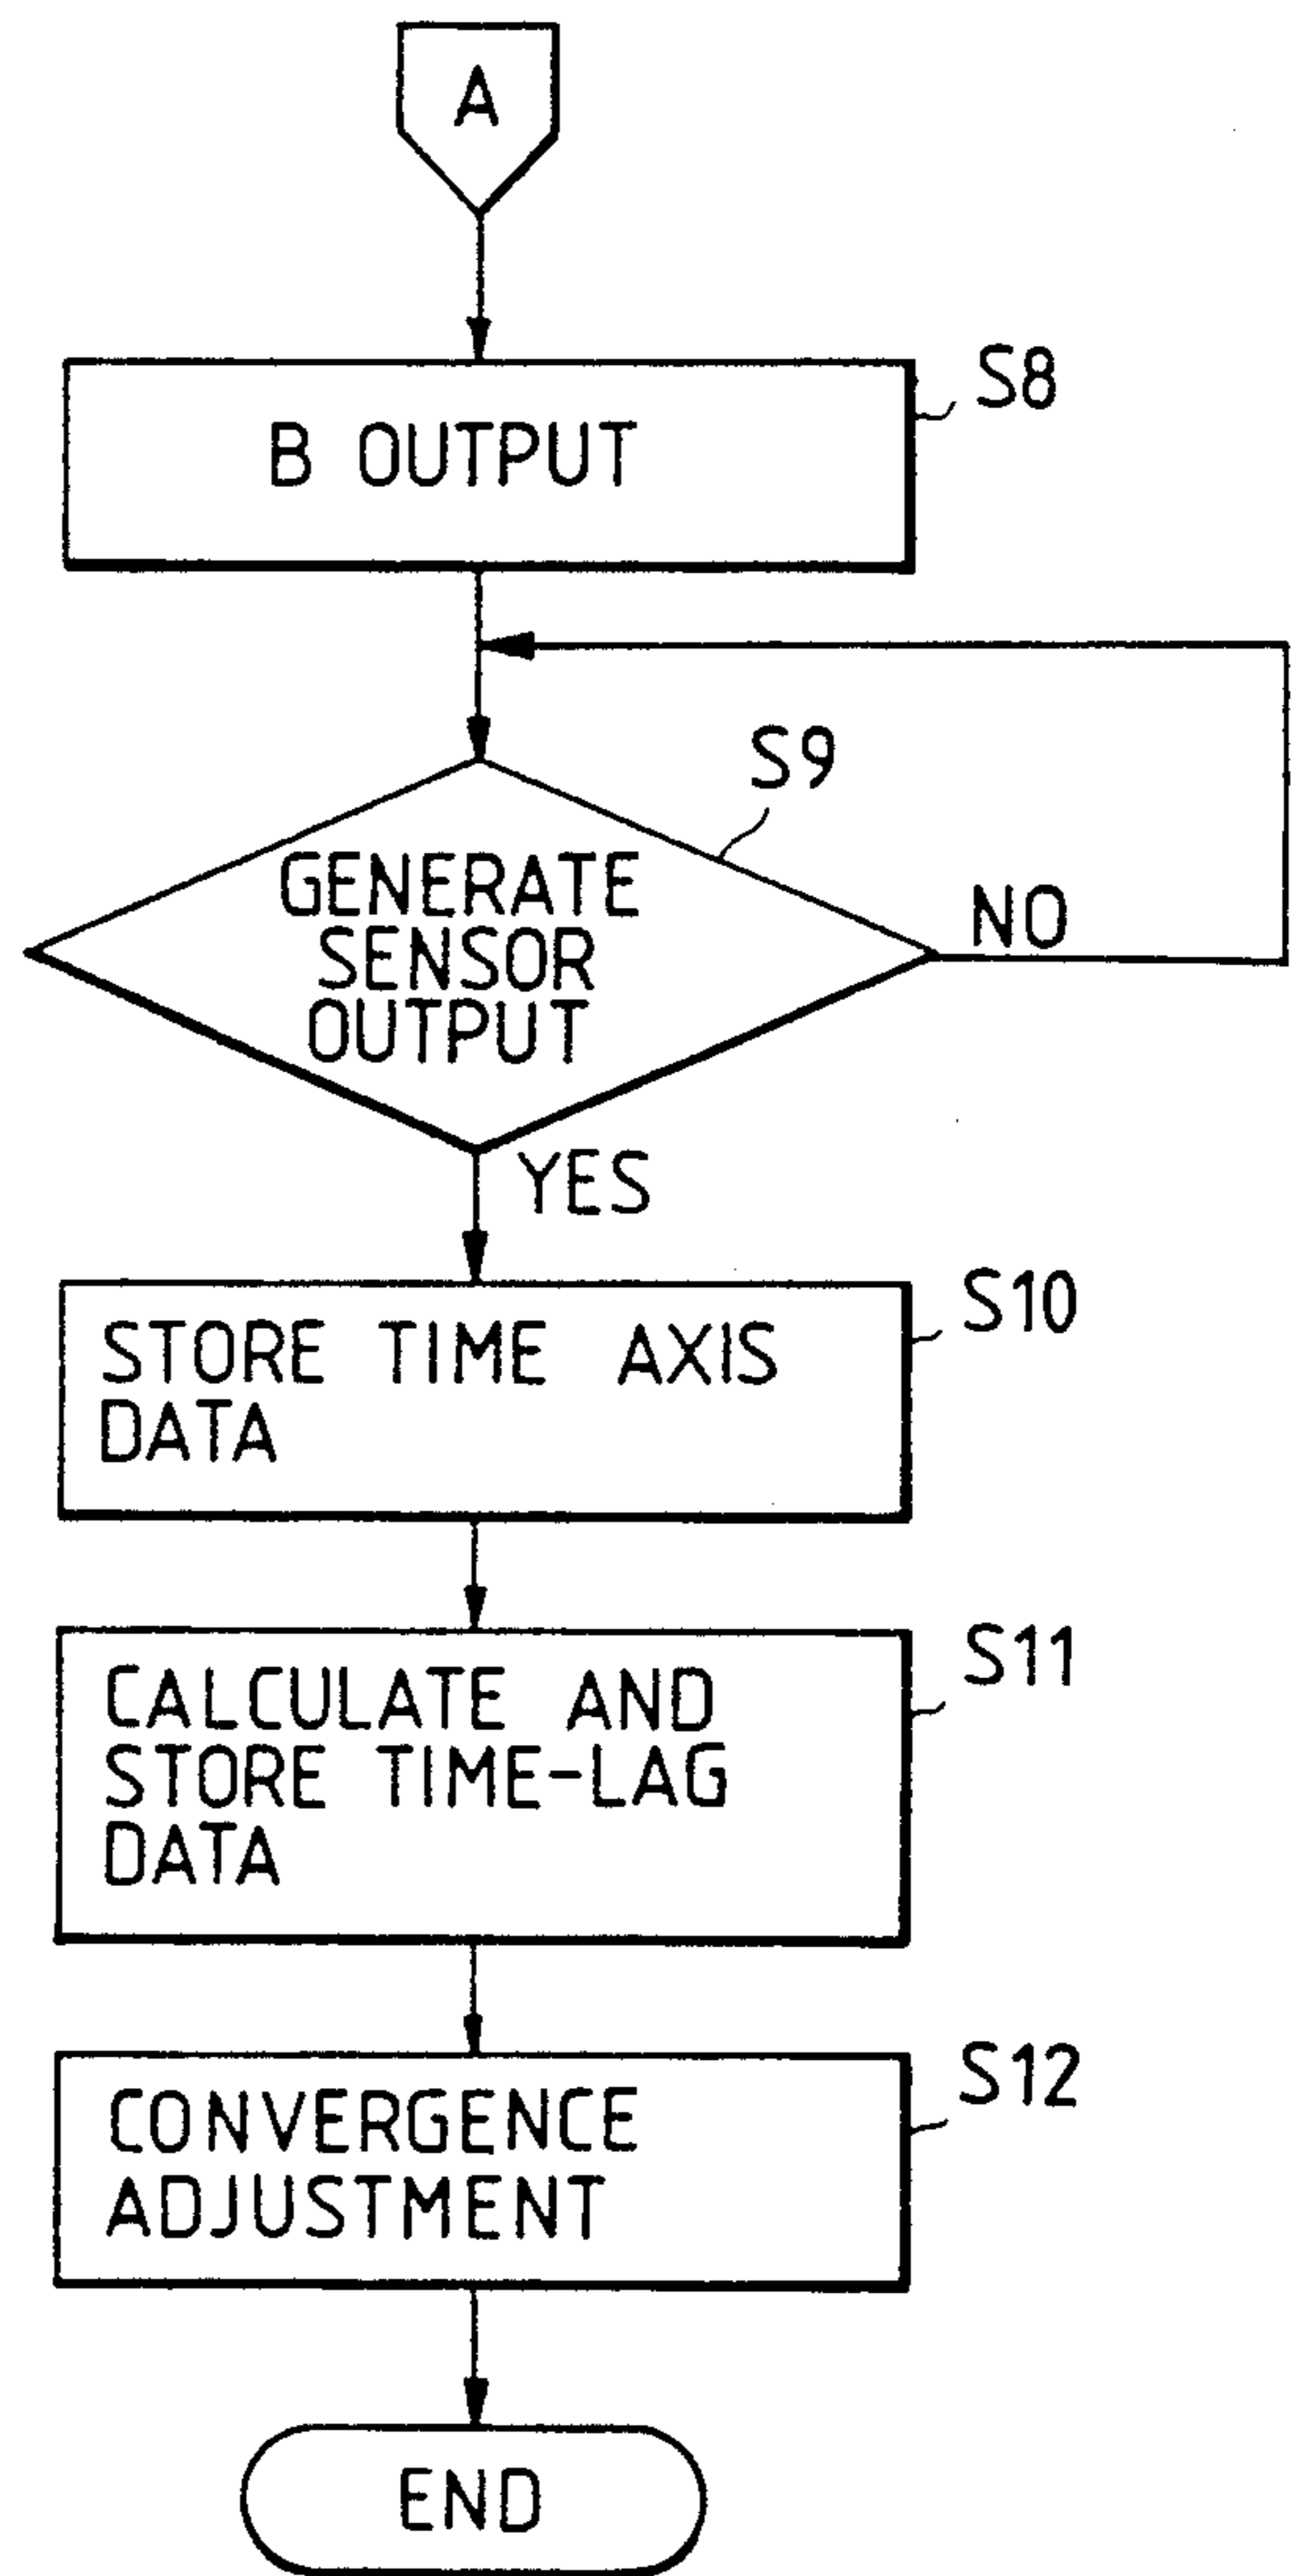 A
S8
B OUTPUT
S9
GENERATE
SENSOR
OUTPUT
NO
YES
S10
STORE TIME AXIS
DATA
S11
CALCULATE AND
STORE TIME-LAG
DATA
S12
CONVERGENCE
ADJUSTMENT
END